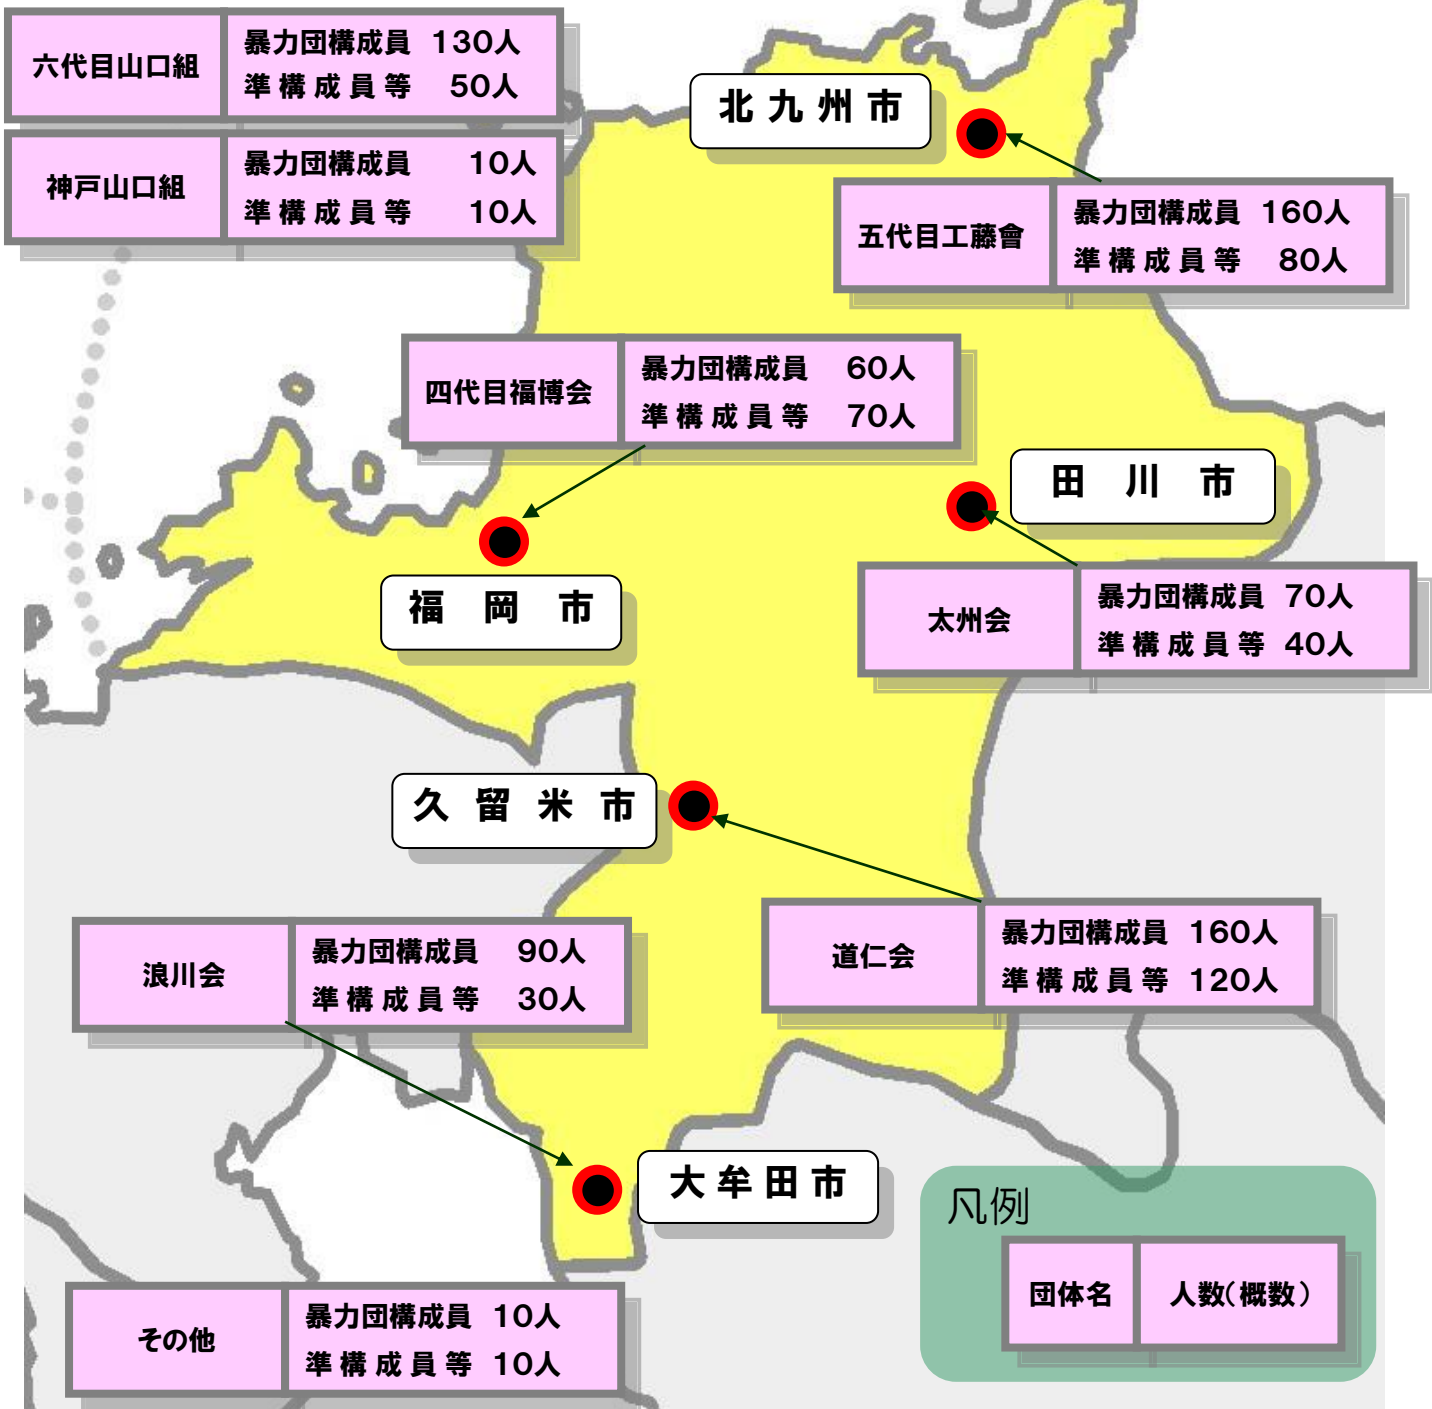 六代目山口組
暴力団構成員 130人
準構成員等 50人
神戸山口組
暴力団構成員 10人
準構成員等 10人
北九州市
五代目工藤會
暴力団構成員 160人
準構成員等 80人
四代目福博会
暴力団構成員 60人
準構成員等 70人
田川市
福岡市
太州会
暴力団構成員 70人
準構成員等 40人
久留米市
道仁会
暴力団構成員 160人
準構成員等 120人
浪川会
暴力団構成員 90人
準構成員等 30人
大牟田市
凡例
団体名
人数(概数)
その他
暴力団構成員 10人
準構成員等 10人